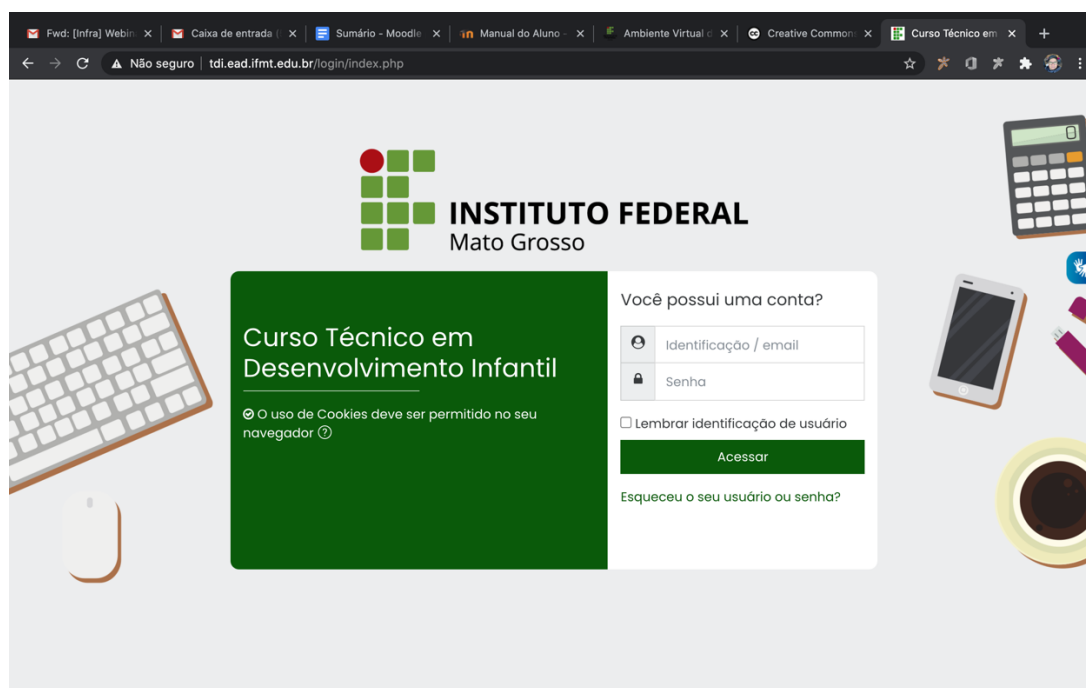 Fwd: [Infra] Webin
Caixa de entrada (
Sumário - Moodle
Manual do Aluno -
Ambiente Virtual d
Creative Commons
Curso Técnico em
Não seguro | tdi.ead.ifmt.edu.br/login/index.php
0
INSTITUTO FEDERAL
Mato Grosso
Curso Técnico em
Desenvolvimento Infantil
O uso de Cookies deve ser permitido no seu
navegador
Você possui uma conta?
Identificação / email
Senha
Lembrar identificação de usuário
Acessar
Esqueceu o seu usuário ou senha?